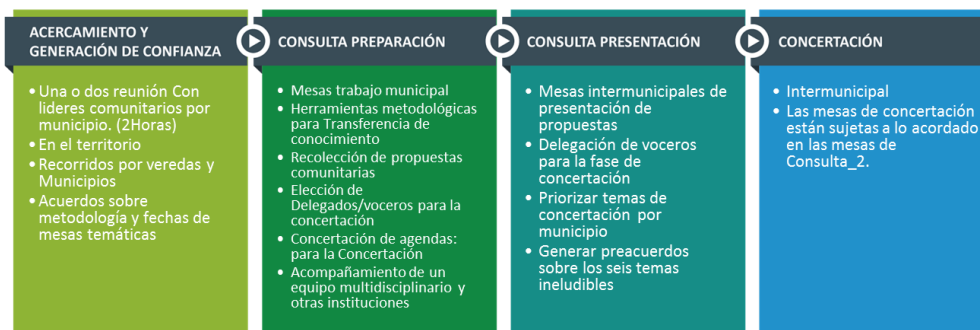 ACERCAMIENTO Y
GENERACIÓN DE CONFIANZA
• Una o dos reunión Con
lideres comunitarios por
municipio. (2Horas)
• En el territorio
• Recorridos por veredas y
Municipios
• Acuerdos sobre
metodología y fechas de
mesas temáticas
CONSULTA PREPARACIÓN
• Mesas trabajo municipal
• Herramientas metodológicas
para Transferencia de
conocimiento
• Recolección de propuestas
comunitarias
• Elección de
Delegados/voceros para la
concertación
• Concertación de agendas:
para la Concertación
• Acompañamiento de un
equipo multidisciplinario y
otras instituciones
CONSULTA PRESENTACIÓN
• Mesas intermunicipales de
presentación de
propuestas
• Delegación de voceros
para la fase de
concertación
• Priorizar temas de
concertación por
municipio
• Generar preacuerdos
sobre los seis temas
ineludibles
CONCERTACIÓN
• Intermunicipal
• Las mesas de concertación
están sujetas a lo acordado
en las mesas de
Consulta_2.